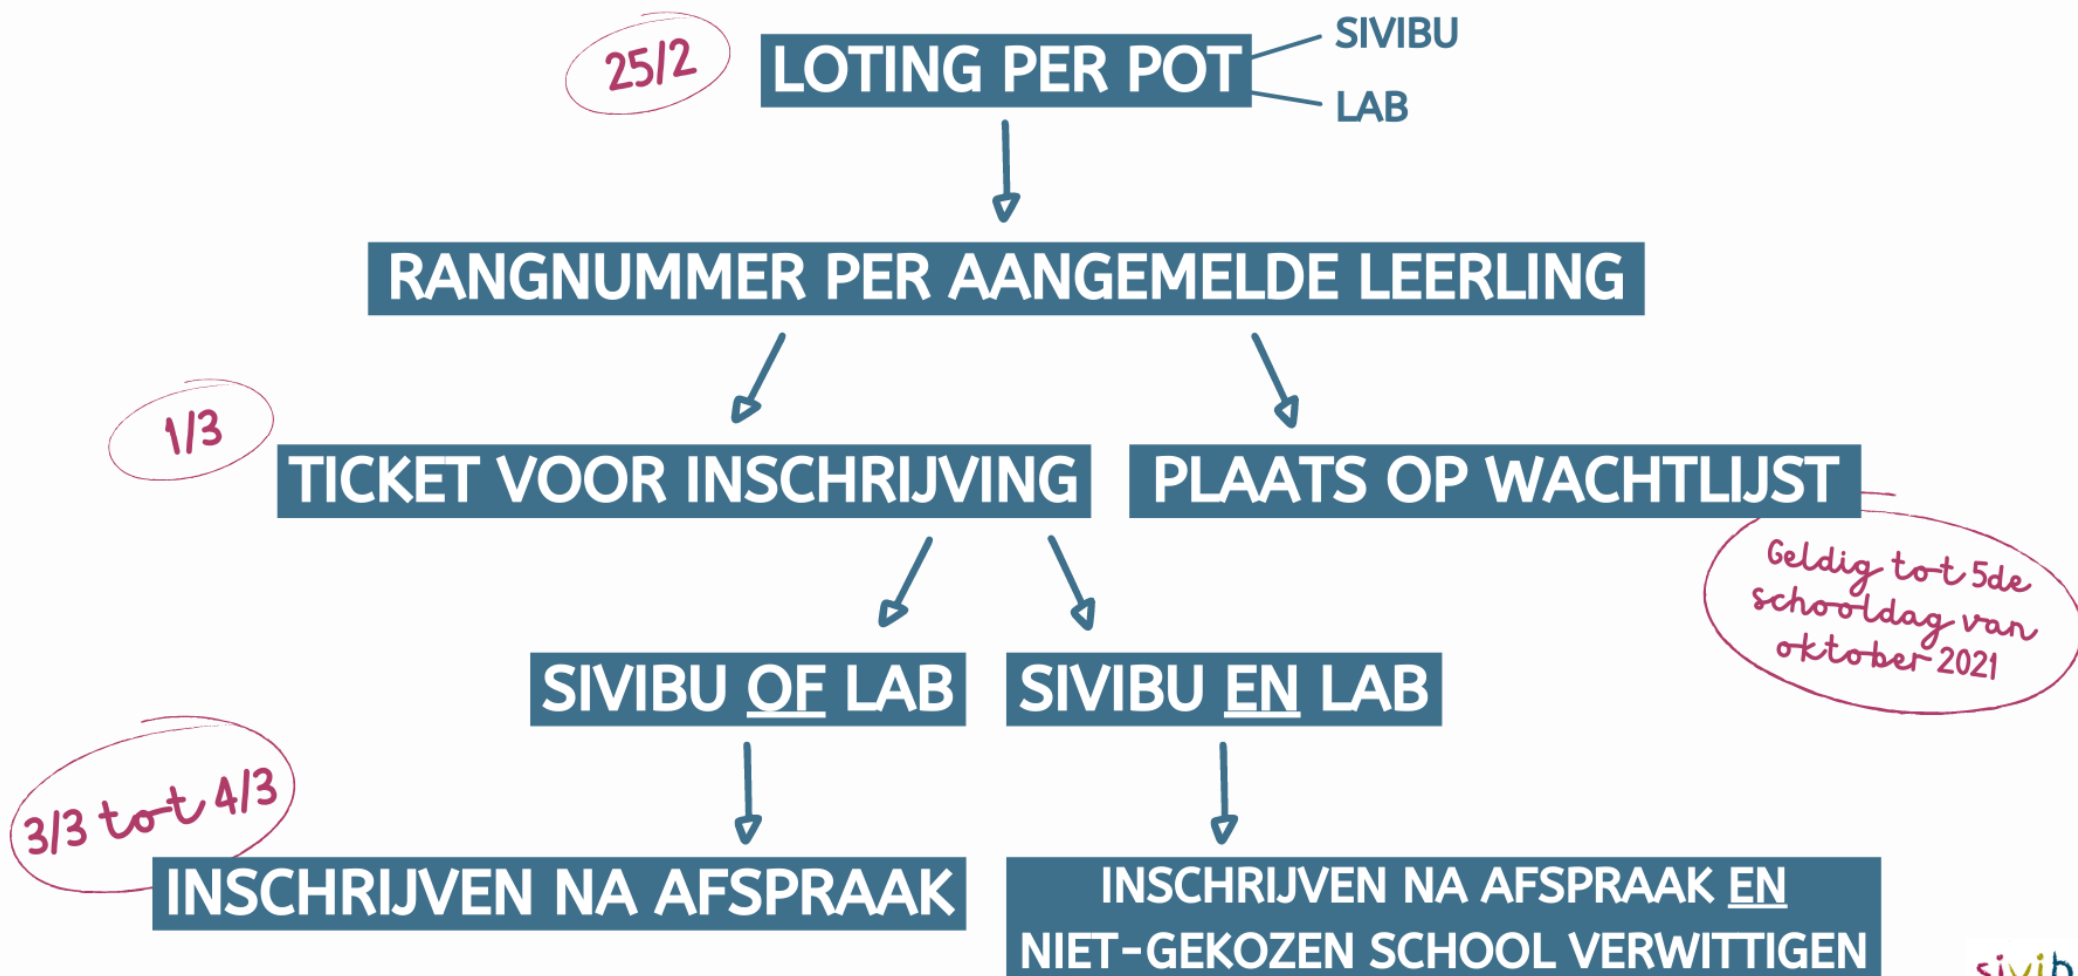 25/2
LOTING PER POT
SIVIBU
LAB
RANGNUMMER PER AANGEMELDE LEERLING
1/3
TICKET VOOR INSCHRIJVING
PLAATS OP WACHTLIJST
Geldig tot 5de
schooldag van
oktober 2021
SIVIBU OF LAB
SIVIBU EN LAB
3/3 tot 4/3
INSCHRIJVEN NA AFSPRAAK
INSCHRIJVEN NA AFSPRAAK EN
NIET-GEKOZEN SCHOOL VERWITTIGEN